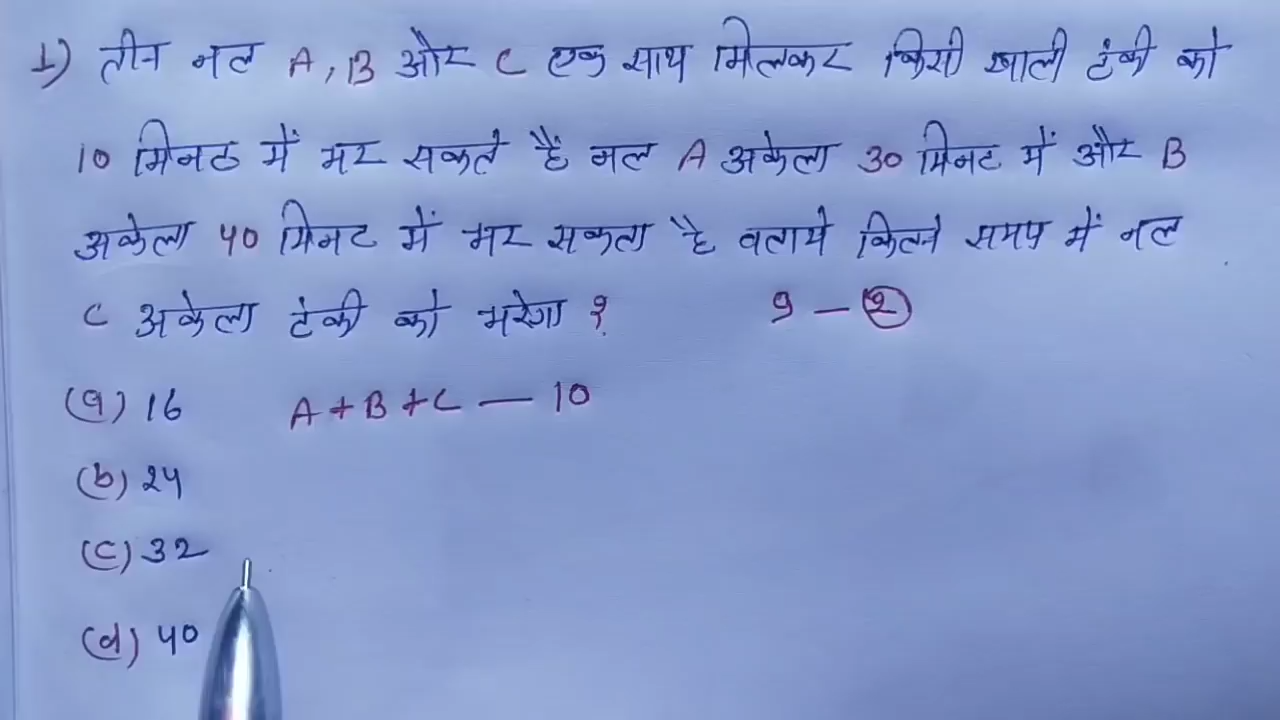 1) तीन नल A, B और C एक साथ मिलकर किसी खाली टंकी को
10 मिनट में भर सकते हैं नल A अकेला 30 मिनट में और B
अकेला 40 मिनट में भर सकता है बताये कितने समय में नल
C अकेला टंकी को भरेगा ? 9 — 2
(a) 16 A + B + C — 10
(b) 24
(c) 32
(d) 40